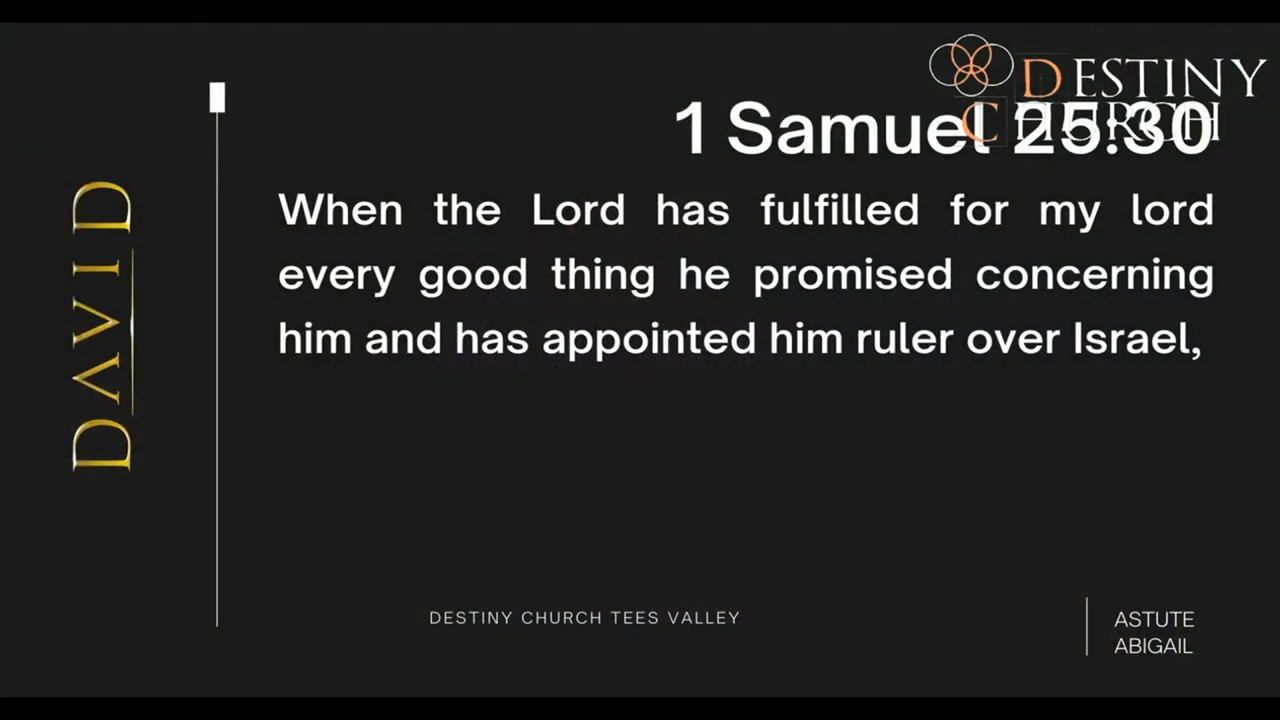 DESTINY
CHURCH
1 Samuel 25:30
When the Lord has fulfilled for my lord
every good thing he promised concerning
him and has appointed him ruler over Israel,
DAVID
DESTINY CHURCH TEES VALLEY
ASTUTE
ABIGAIL